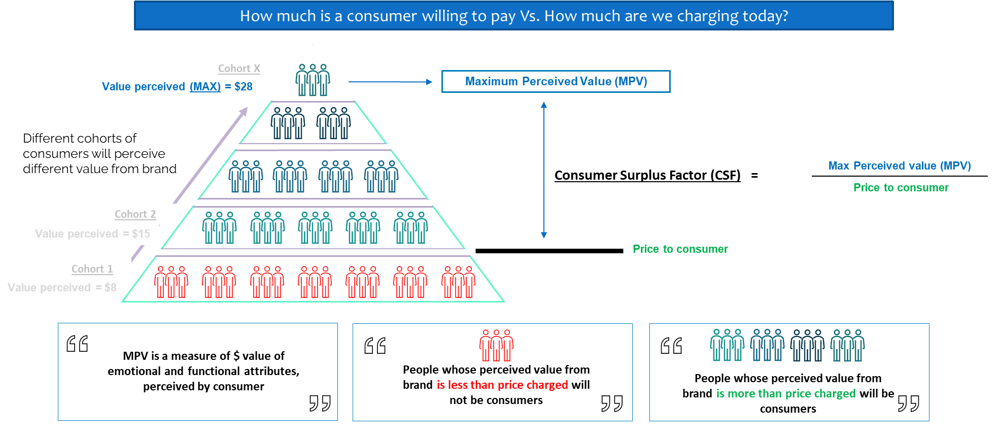 How much is a consumer willing to pay Vs. How much are we charging today?
Cohort X
Value perceived (MAX) = $28
Maximum Perceived Value (MPV)
Different cohorts of
consumers will perceive
different value from brand
Consumer Surplus Factor (CSF) =
Max Perceived value (MPV)
Price to consumer
Cohort 2
Value perceived = $15
Price to consumer
Cohort 1
Value perceived = $8
“
MPV is a measure of $ value of
emotional and functional attributes,
perceived by consumer
”
“
People whose perceived value from
brand is less than price charged will
not be consumers
”
“
People whose perceived value from
brand is more than price charged will be
consumers
”